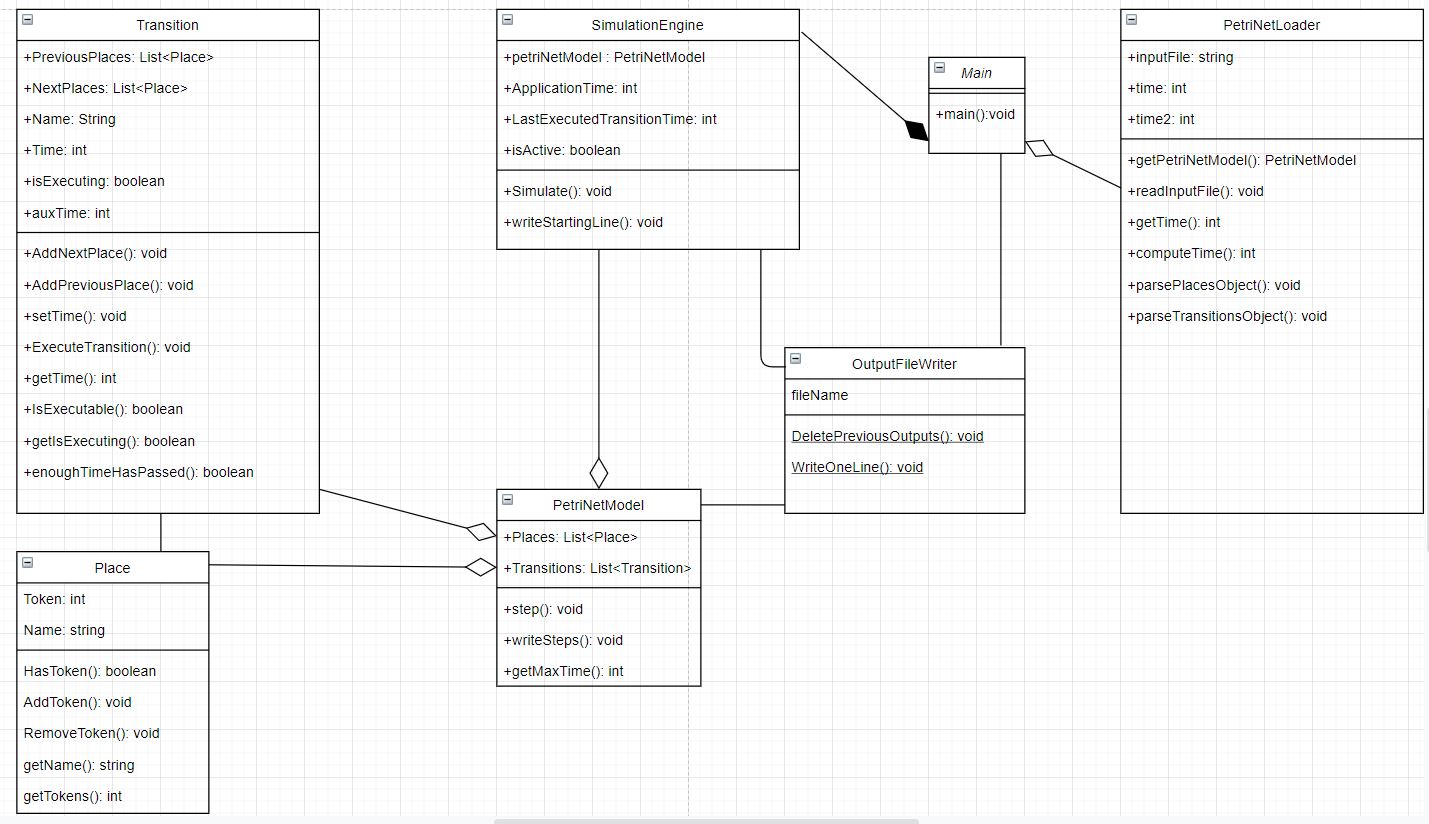 Transition
+PreviousPlaces: List<Place>
+NextPlaces: List<Place>
+Name: String
+Time: int
+isExecuting: boolean
+auxTime: int
+AddNextPlace(): void
+AddPreviousPlace(): void
+setTime(): void
+ExecuteTransition(): void
+getTime(): int
+IsExecutable(): boolean
+getIsExecuting(): boolean
+enoughTimeHasPassed(): boolean
SimulationEngine
+petriNetModel : PetriNetModel
+ApplicationTime: int
+LastExecutedTransitionTime: int
+isActive: boolean
+Simulate(): void
+writeStartingLine(): void
Main
+main():void
PetriNetLoader
+inputFile: string
+time: int
+time2: int
+getPetriNetModel(): PetriNetModel
+readInputFile(): void
+getTime(): int
+computeTime(): int
+parsePlacesObject(): void
+parseTransitionsObject(): void
OutputFileWriter
fileName
DeletePreviousOutputs(): void
WriteOneLine(): void
PetriNetModel
+Places: List<Place>
+Transitions: List<Transition>
+step(): void
+writeSteps(): void
+getMaxTime(): int
Place
Token: int
Name: string
HasToken(): boolean
AddToken(): void
RemoveToken(): void
getName(): string
getTokens(): int